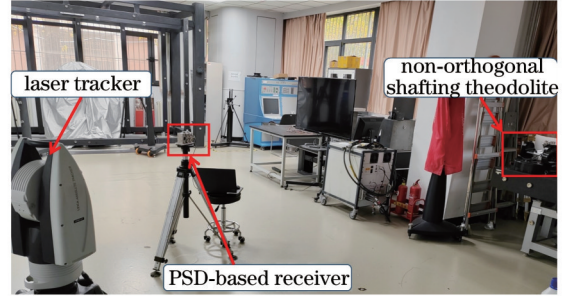 laser tracker
non-orthogonal
shafting theodolite
PSD-based receiver